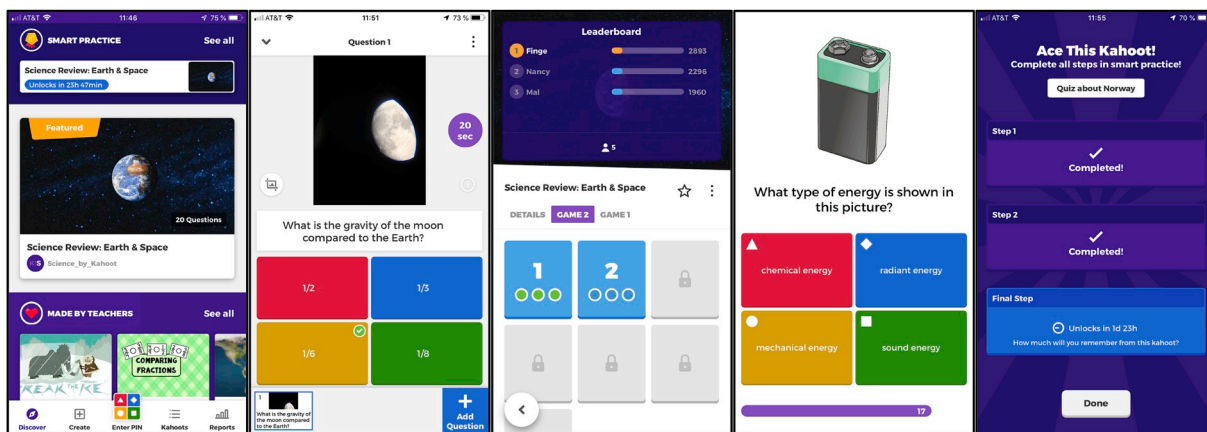 AT&T 11:46 75%
SMART PRACTICE See all
Science Review: Earth & Space
Unlocks in 23h 47min
Featured
20 Questions
Science Review: Earth & Space
K!S Science_by_Kahoot
MADE BY TEACHERS See all
BREAK THE ICE
COMPARING
FRACTIONS
Discover Create Enter PIN Kahoots Reports
AT&T 11:51 73%
Question 1
20
sec
What is the gravity of the moon
compared to the Earth?
1/2 1/3
1/6 1/8
1
What is the gravity of
the moon compared
to the Earth?
Add
Question
Leaderboard
1 Finge 2893
2 Nancy 2296
3 Mal 1960
5
Science Review: Earth & Space
DETAILS GAME 2 GAME 1
1 2
What type of energy is shown in
this picture?
chemical energy radiant energy
mechanical energy sound energy
17
AT&T 11:55 70%
Ace This Kahoot!
Complete all steps in smart practice!
Quiz about Norway
Step 1
Completed!
Step 2
Completed!
Final Step
Unlocks in 1d 23h
How much will you remember from this kahoot?
Done